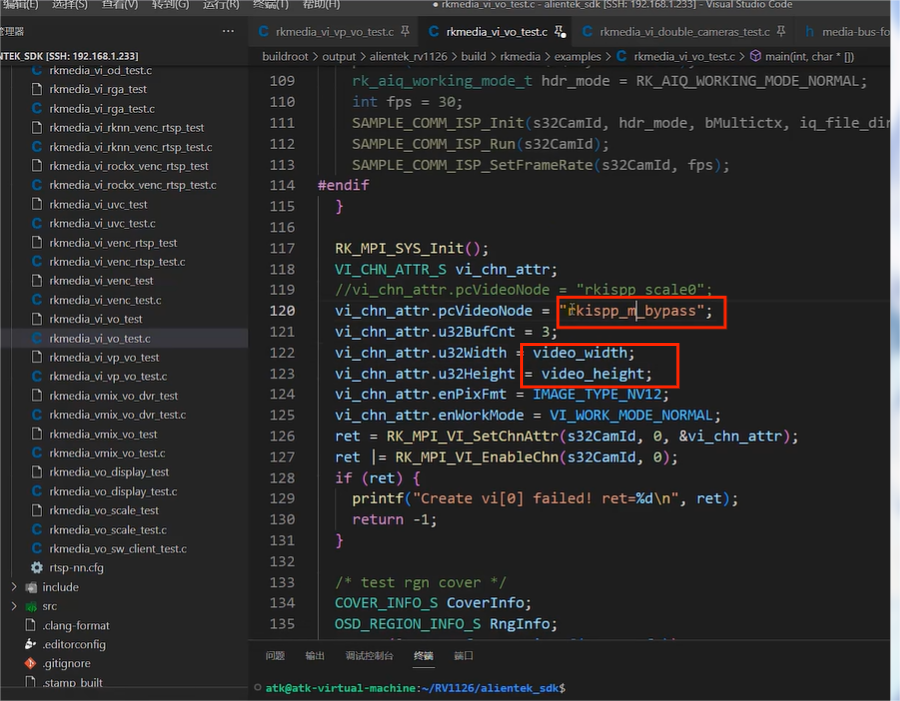 编辑(E) 选择(S) 查看(V) 转到(G) 运行(R) 终端(T) 帮助(H)
● rkmedia_vi_vo_test.c - alientek_sdk [SSH: 192.168.1.233] - Visual Studio Code
管理器 ···
NTEK_SDK [SSH: 192.168.1.233]
rkmedia_vi_od_test.c
rkmedia_vi_rga_test
rkmedia_vi_rga_test.c
rkmedia_vi_rknn_venc_rtsp_test
rkmedia_vi_rknn_venc_rtsp_test.c
rkmedia_vi_rockx_venc_rtsp_test
rkmedia_vi_rockx_venc_rtsp_test.c
rkmedia_vi_uvc_test
rkmedia_vi_uvc_test.c
rkmedia_vi_venc_rtsp_test
rkmedia_vi_venc_rtsp_test.c
rkmedia_vi_venc_test
rkmedia_vi_venc_test.c
rkmedia_vi_vo_test
rkmedia_vi_vo_test.c
rkmedia_vi_vp_vo_test
rkmedia_vi_vp_vo_test.c
rkmedia_vmix_vo_dvr_test
rkmedia_vmix_vo_dvr_test.c
rkmedia_vmix_vo_test
rkmedia_vmix_vo_test.c
rkmedia_vo_display_test
rkmedia_vo_display_test.c
rkmedia_vo_scale_test
rkmedia_vo_scale_test.c
rkmedia_vo_sw_client_test.c
rtsp-nn.cfg
include
src
.clang-format
.editorconfig
.gitignore
.stamp_built
rkmedia_vi_vp_vo_test.c
rkmedia_vi_vo_test.c
rkmedia_vi_double_cameras_test.c
media-bus-fo
buildroot > output > alientek_rv1126 > build > rkmedia > examples > C rkmedia_vi_vo_test.c > main(int, char * [])
109 rk_aiq_working_mode_t hdr_mode = RK_AIQ_WORKING_MODE_NORMAL;
110 int fps = 30;
111 SAMPLE_COMM_ISP_Init(s32CamId, hdr_mode, bMultictx, iq_file_dir
112 SAMPLE_COMM_ISP_Run(s32CamId);
113 SAMPLE_COMM_ISP_SetFrameRate(s32CamId, fps);
114 #endif
115 }
116
117 RK_MPI_SYS_Init();
118 VI_CHN_ATTR_S vi_chn_attr;
119 //vi_chn_attr.pcVideoNode = "rkispp_scale0";
120 vi_chn_attr.pcVideoNode = "rkispp_m_bypass";
121 vi_chn_attr.u32BufCnt = 3;
122 vi_chn_attr.u32Width = video_width;
123 vi_chn_attr.u32Height = video_height;
124 vi_chn_attr.enPixFmt = IMAGE_TYPE_NV12;
125 vi_chn_attr.enWorkMode = VI_WORK_MODE_NORMAL;
126 ret = RK_MPI_VI_SetChnAttr(s32CamId, 0, &vi_chn_attr);
127 ret |= RK_MPI_VI_EnableChn(s32CamId, 0);
128 if (ret) {
129 printf("Create vi[0] failed! ret=%d\n", ret);
130 return -1;
131 }
132
133 /* test rgn cover */
134 COVER_INFO_S CoverInfo;
135 OSD_REGION_INFO_S RngInfo;
问题 输出 调试控制台 终端 端口
atk@atk-virtual-machine:~/RV1126/alientek_sdk$